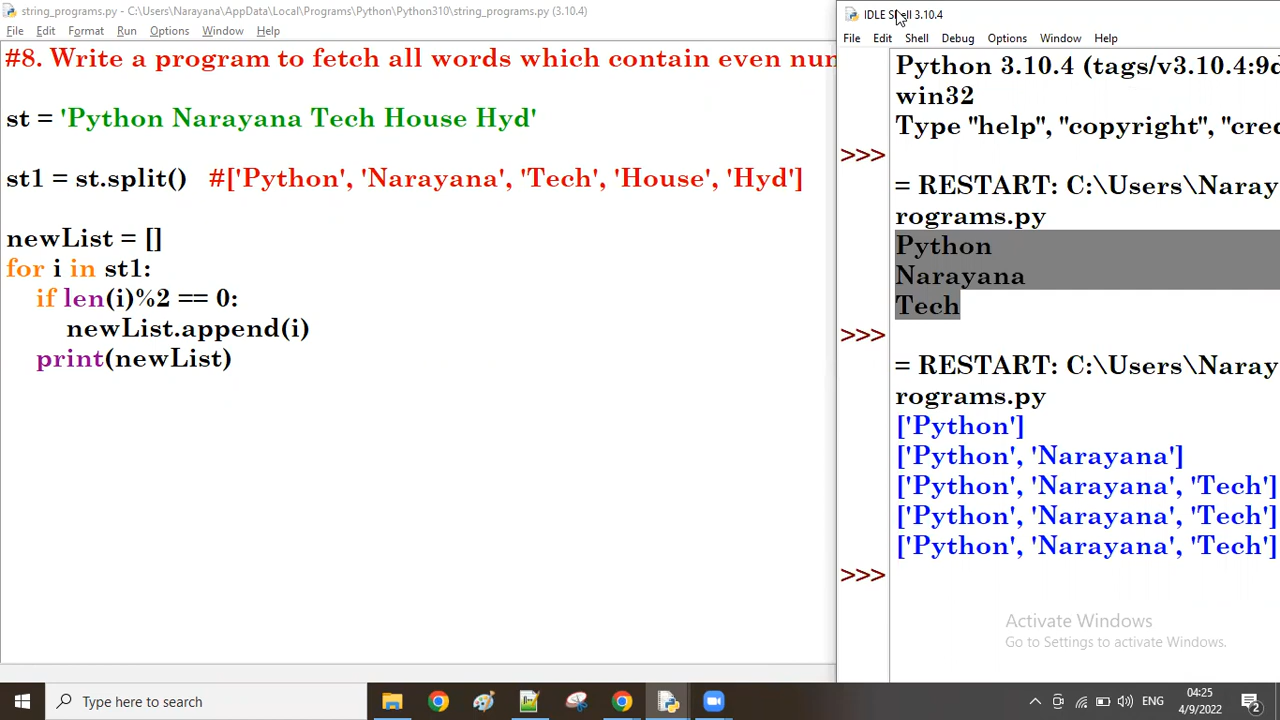 string_programs.py - C:\Users\Narayana\AppData\Local\Programs\Python\Python310\string_programs.py (3.10.4)
File Edit Format Run Options Window Help
#8. Write a program to fetch all words which contain even num
st = 'Python Narayana Tech House Hyd'
st1 = st.split() #['Python', 'Narayana', 'Tech', 'House', 'Hyd']
newList = []
for i in st1:
if len(i)%2 == 0:
newList.append(i)
print(newList)
IDLE Shell 3.10.4
File Edit Shell Debug Options Window Help
Python 3.10.4 (tags/v3.10.4:9d
win32
Type "help", "copyright", "cred
>>>
= RESTART: C:\Users\Naray
rograms.py
Python
Narayana
Tech
>>>
= RESTART: C:\Users\Naray
rograms.py
['Python']
['Python', 'Narayana']
['Python', 'Narayana', 'Tech']
['Python', 'Narayana', 'Tech']
['Python', 'Narayana', 'Tech']
>>>
Activate Windows
Go to Settings to activate Windows.
Type here to search
ENG
04:25
4/9/2022
2